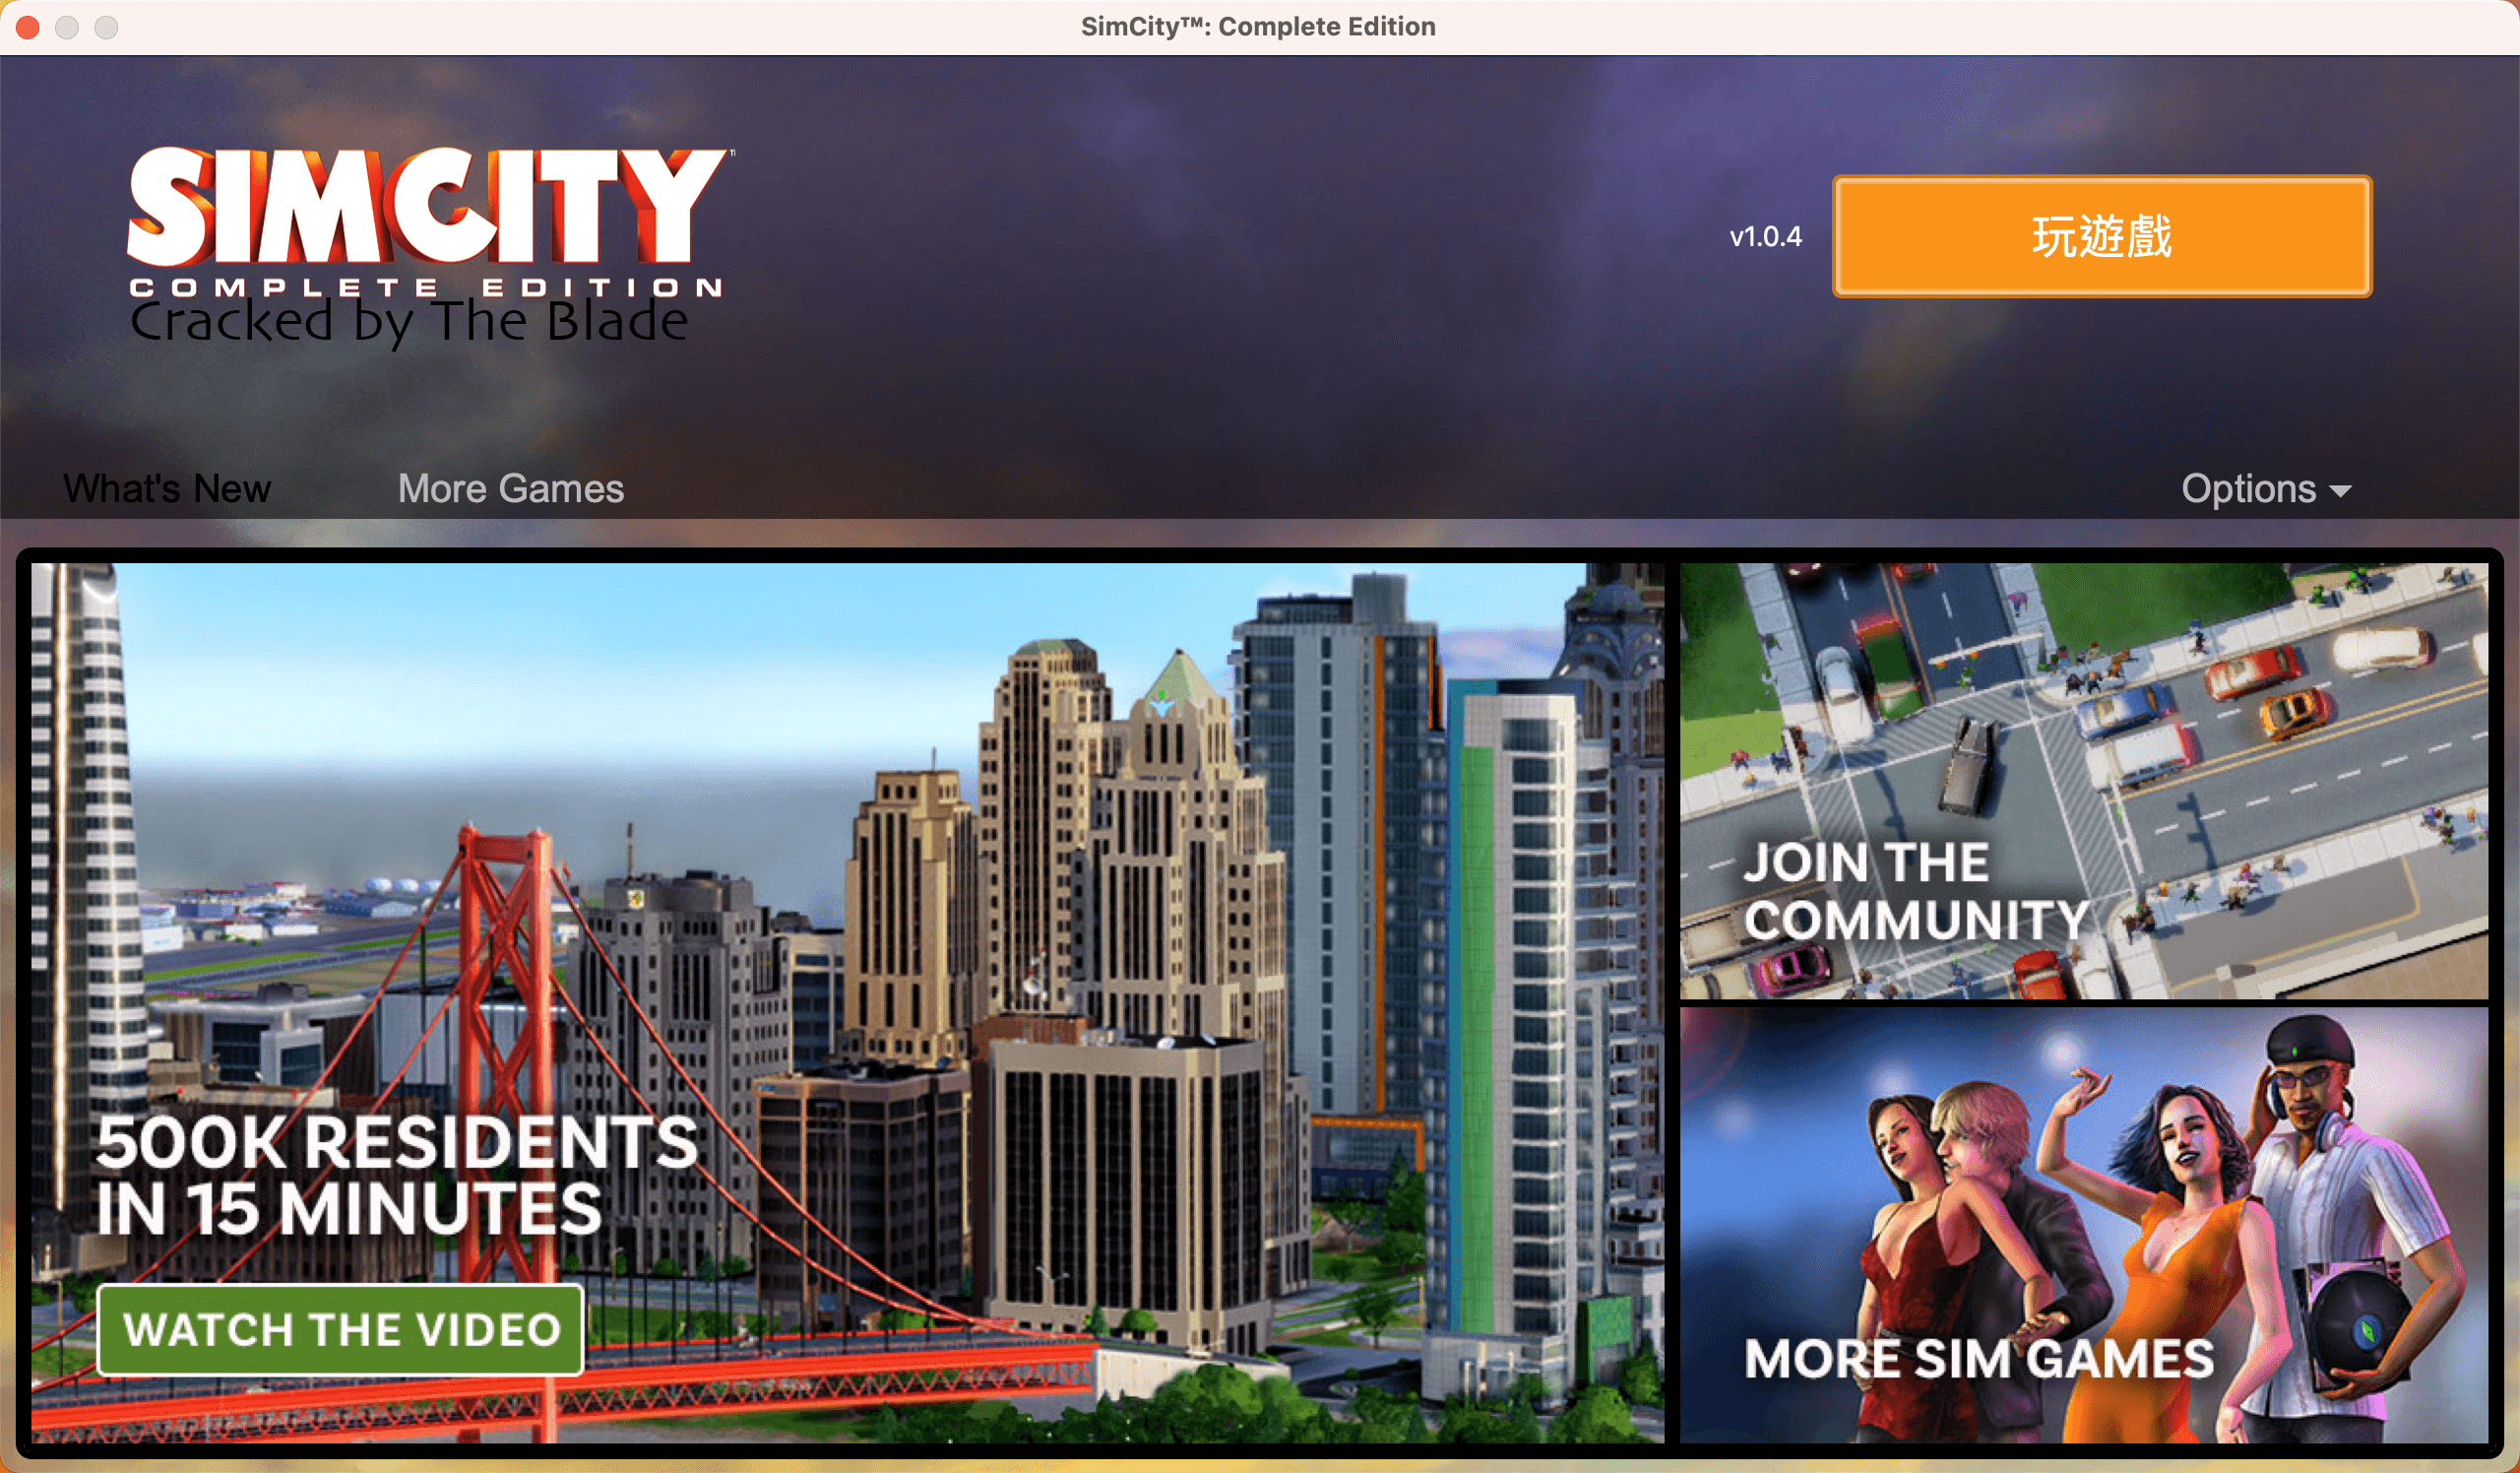 SimCity™: Complete Edition
SIMCITY™
COMPLETE EDITION
Cracked by The Blade
v1.0.4
玩遊戲
What's New
More Games
Options
500K RESIDENTS
IN 15 MINUTES
WATCH THE VIDEO
JOIN THE
COMMUNITY
MORE SIM GAMES